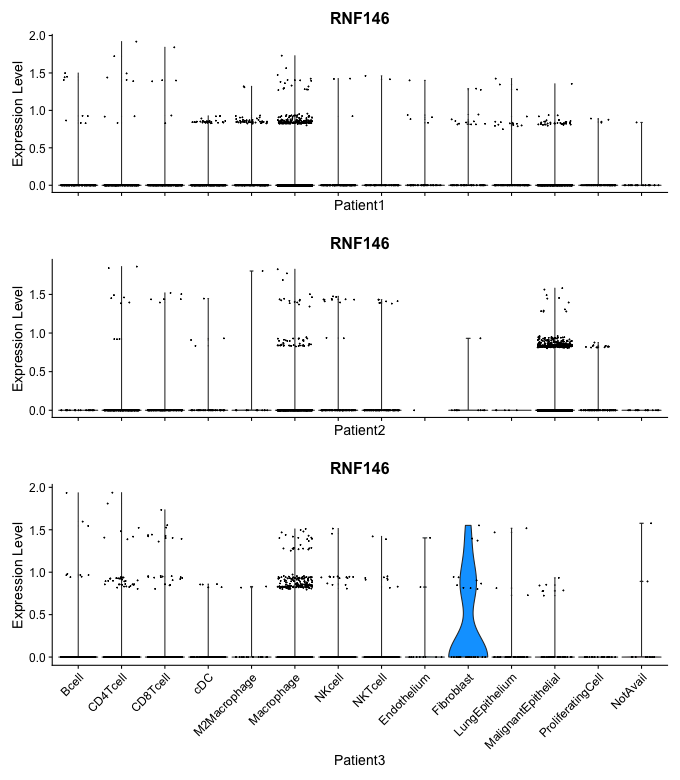 RNF146
Expression Level
2.0
1.5
1.0
0.5
0.0
Patient1
RNF146
Expression Level
1.5
1.0
0.5
0.0
Patient2
RNF146
Expression Level
2.0
1.5
1.0
0.5
0.0
Bcell
CD4Tcell
CD8Tcell
cDC
M2Macrophage
Macrophage
NKcell
NKTcell
Endothelium
Fibroblast
LungEpithelium
MalignantEpithelial
ProliferatingCell
NotAvail
Patient3